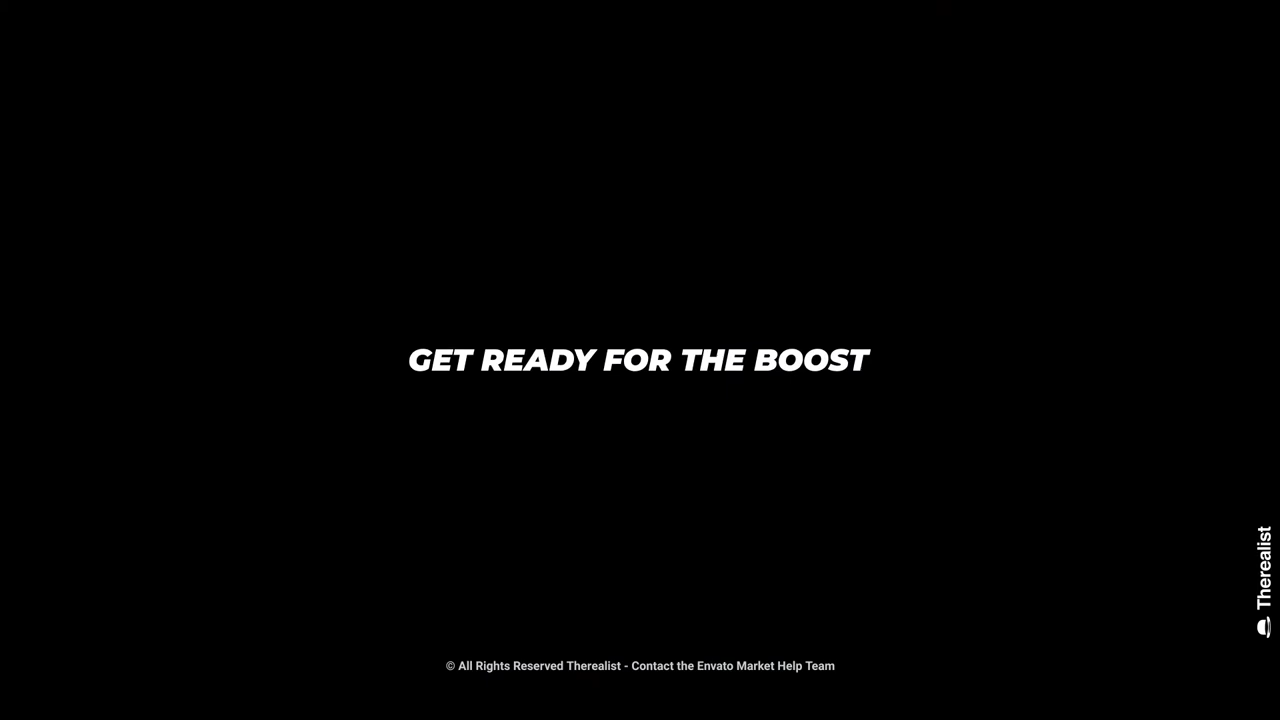 GET READY FOR THE BOOST
Therealist
© All Rights Reserved Therealist - Contact the Envato Market Help Team